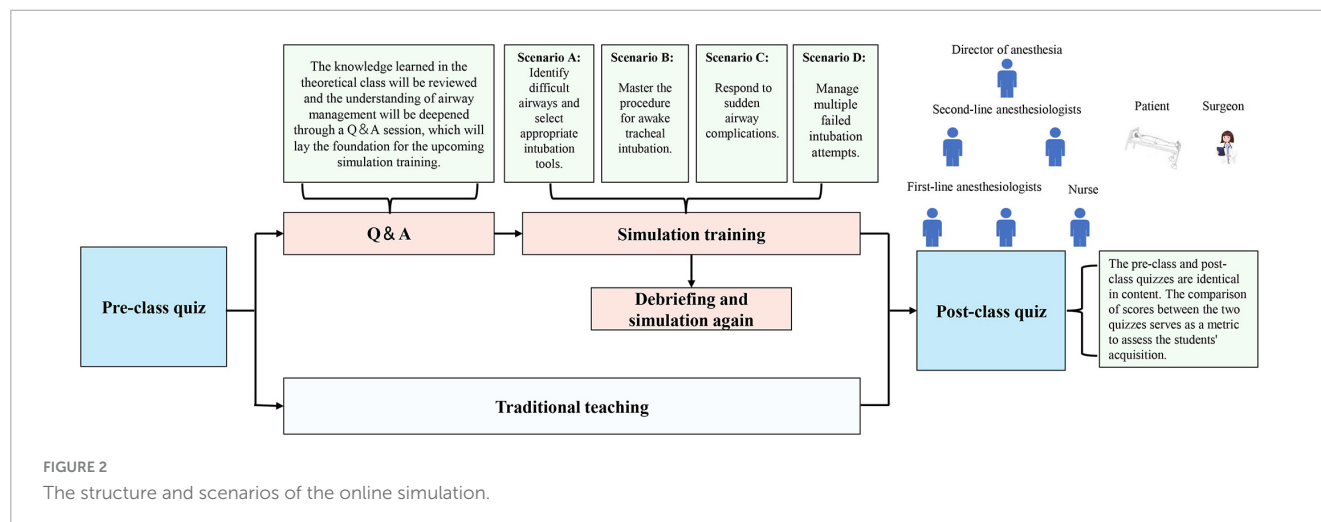 The knowledge learned in the
theoretical class will be reviewed
and the understanding of airway
management will be deepened
through a Q&A session, which will
lay the foundation for the upcoming
simulation training.
Scenario A:
Identify
difficult
airways and
select
appropriate
intubation
tools.
Scenario B:
Master the
procedure
for awake
tracheal
intubation.
Scenario C:
Respond to
sudden
airway
complications.
Scenario D:
Manage
multiple
failed
intubation
attempts.
Director of anesthesia
Second-line anesthesiologists
Patient
Surgeon
First-line anesthesiologists
Nurse
Pre-class quiz
Q&A
Simulation training
Debriefing and
simulation again
Traditional teaching
Post-class quiz
The pre-class and post-
class quizzes are identical
in content. The comparison
of scores between the two
quizzes serves as a metric
to assess the students'
acquisition.
FIGURE 2
The structure and scenarios of the online simulation.